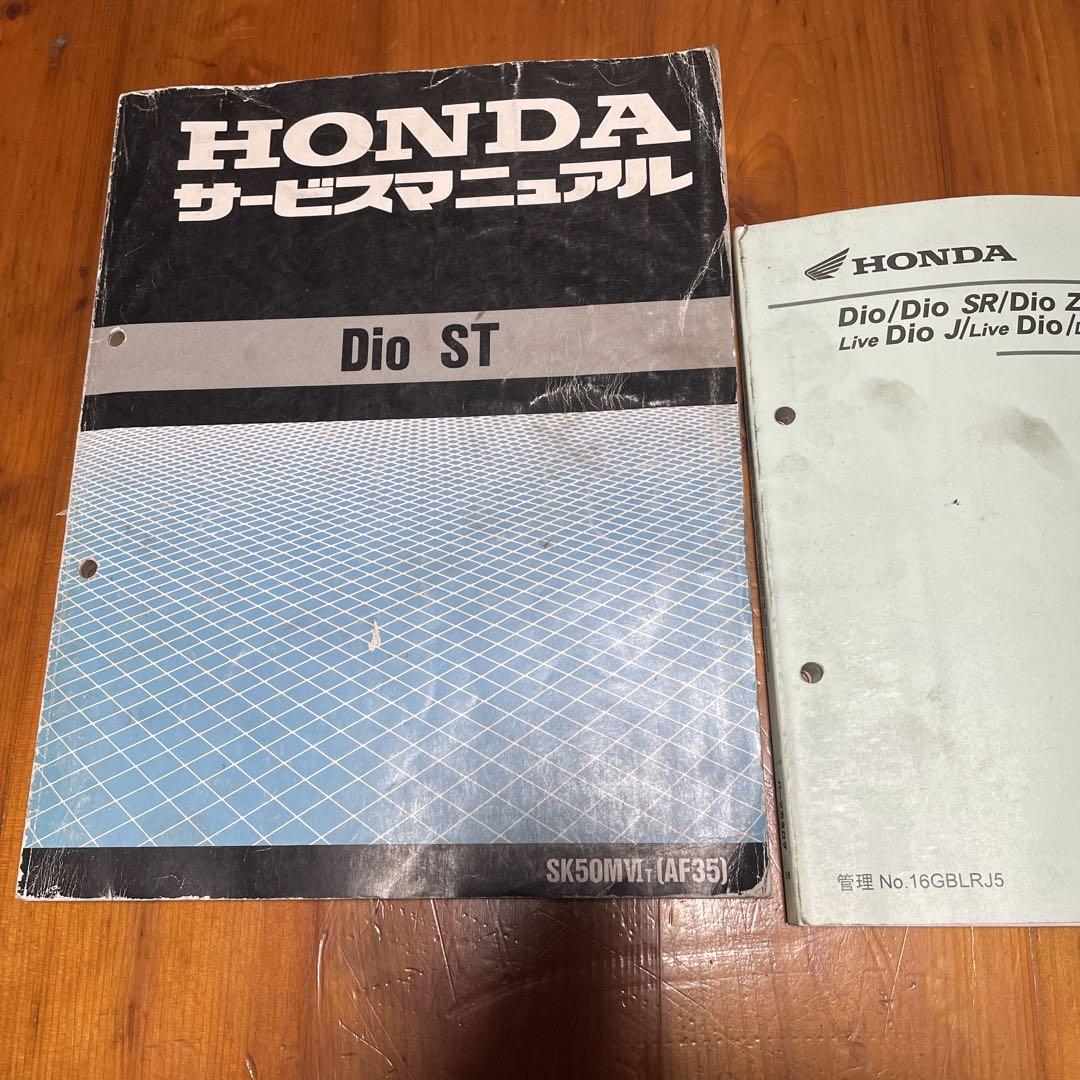 HONDA
サービスマニュアル
Dio ST
SK50MVIT (AF35)
HONDA
Dio/Dio SR/Dio Z
Live Dio J/Live Dio/
管理 No.16GBLRJ5